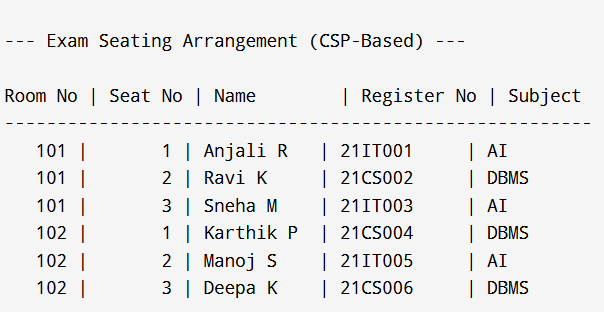 --- Exam Seating Arrangement (CSP-Based) ---
Room No | Seat No | Name        | Register No | Subject
--------------------------------------------------------
   101 |       1 | Anjali R   | 21IT001     | AI
   101 |       2 | Ravi K     | 21CS002     | DBMS
   101 |       3 | Sneha M    | 21IT003     | AI
   102 |       1 | Karthik P  | 21CS004     | DBMS
   102 |       2 | Manoj S    | 21IT005     | AI
   102 |       3 | Deepa K    | 21CS006     | DBMS